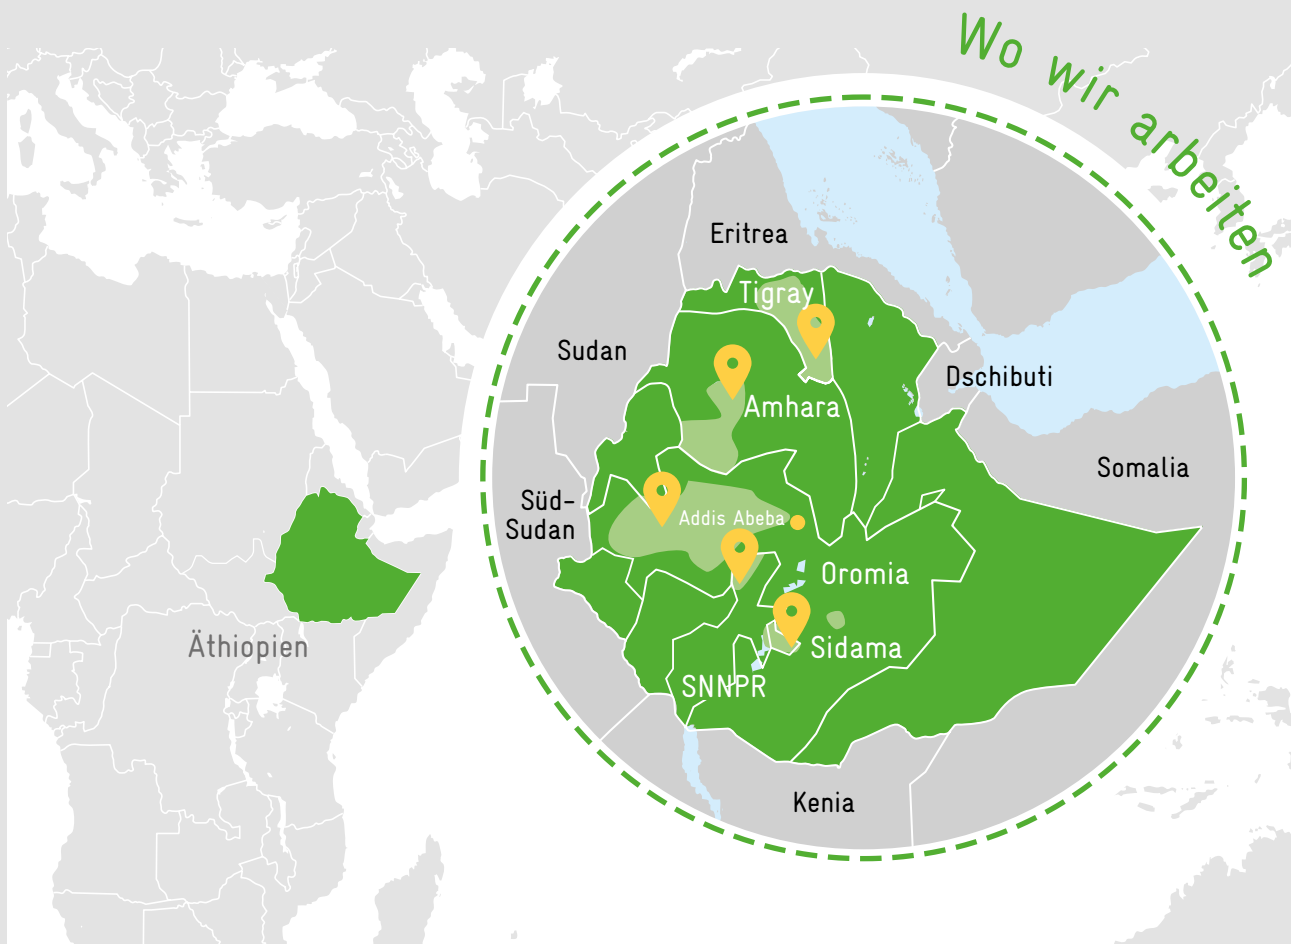 Wo wir arbeiten
Eritrea
Tigray
Sudan
Dschibuti
Amhara
Somalia
Süd-
Sudan
Addis Abeba
Oromia
Äthiopien
Sidama
SNNPR
Kenia